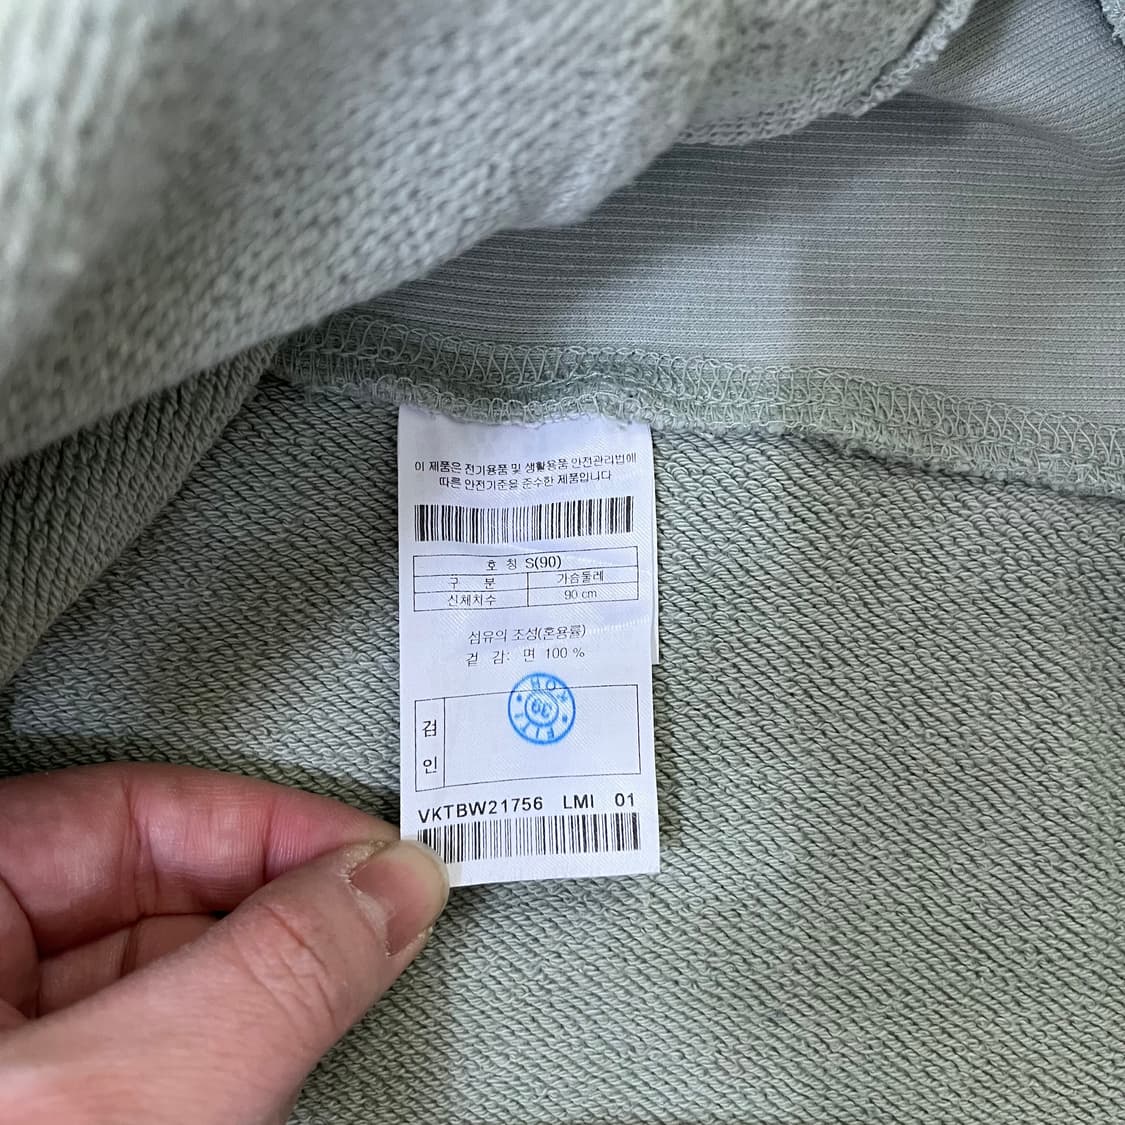 이 제품은 전기용품 및 생활용품 안전관리법에
따른 안전기준을 준수한 제품입니다
호 칭 S(90)
구 분 가슴둘레
신체치수 90 cm
섬유의 조성(혼용률)
겉 감: 면 100 %
FITI KOR
검
인
VKTBW21756 LMI 01